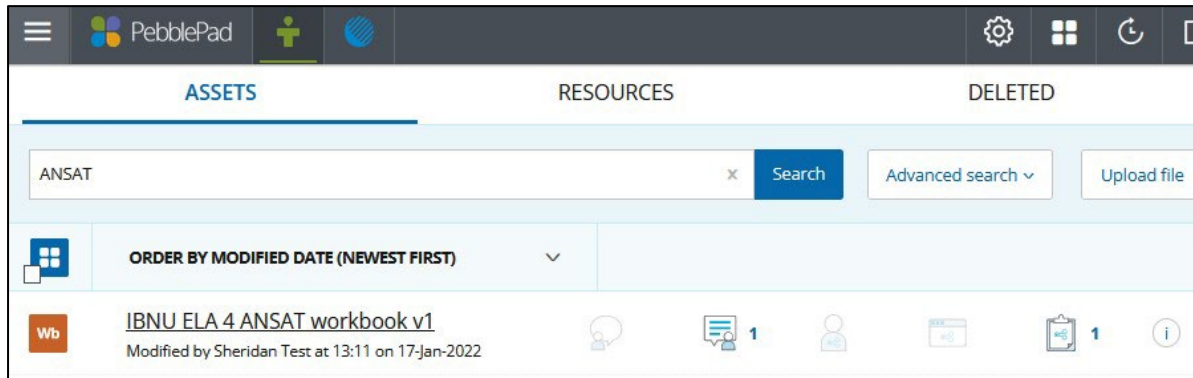 PebblePad
ASSETS RESOURCES DELETED
ANSAT x Search Advanced search Upload file
ORDER BY MODIFIED DATE (NEWEST FIRST)
Wb IBNU ELA 4 ANSAT workbook v1 1 1 i
Modified by Sheridan Test at 13:11 on 17-Jan-2022